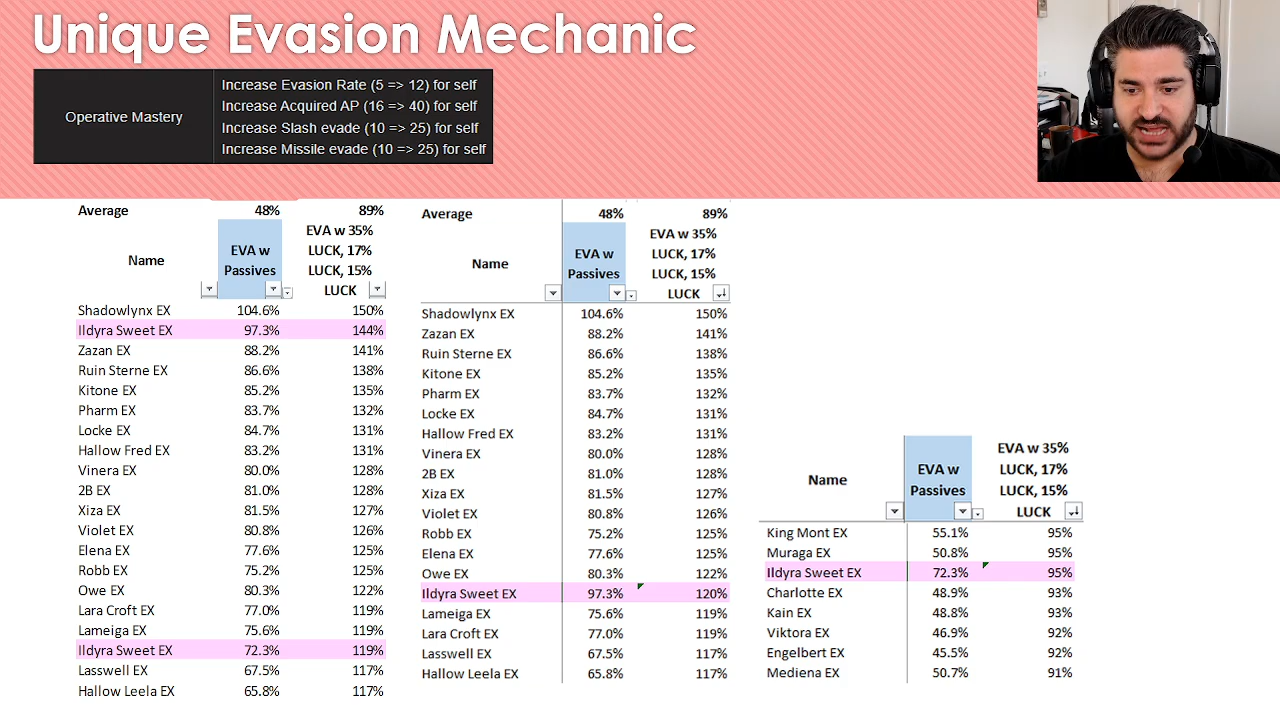 Unique Evasion Mechanic
Operative Mastery
Increase Evasion Rate (5 => 12) for self
Increase Acquired AP (16 => 40) for self
Increase Slash evade (10 => 25) for self
Increase Missile evade (10 => 25) for self
Average 48% 89%
Name
EVA w
Passives
EVA w 35%
LUCK, 17%
LUCK, 15%
LUCK
Shadowlynx EX 104.6% 150%
Ildyra Sweet EX 97.3% 144%
Zazan EX 88.2% 141%
Ruin Sterne EX 86.6% 138%
Kitone EX 85.2% 135%
Pharm EX 83.7% 132%
Locke EX 84.7% 131%
Hallow Fred EX 83.2% 131%
Vinera EX 80.0% 128%
2B EX 81.0% 128%
Xiza EX 81.5% 127%
Violet EX 80.8% 126%
Elena EX 77.6% 125%
Robb EX 75.2% 125%
Owe EX 80.3% 122%
Lara Croft EX 77.0% 119%
Lameiga EX 75.6% 119%
Ildyra Sweet EX 72.3% 119%
Lasswell EX 67.5% 117%
Hallow Leela EX 65.8% 117%
Average 48% 89%
Name
EVA w
Passives
EVA w 35%
LUCK, 17%
LUCK, 15%
LUCK
Shadowlynx EX 104.6% 150%
Zazan EX 88.2% 141%
Ruin Sterne EX 86.6% 138%
Kitone EX 85.2% 135%
Pharm EX 83.7% 132%
Locke EX 84.7% 131%
Hallow Fred EX 83.2% 131%
Vinera EX 80.0% 128%
2B EX 81.0% 128%
Xiza EX 81.5% 127%
Violet EX 80.8% 126%
Robb EX 75.2% 125%
Elena EX 77.6% 125%
Owe EX 80.3% 122%
Ildyra Sweet EX 97.3% 120%
Lameiga EX 75.6% 119%
Lara Croft EX 77.0% 119%
Lasswell EX 67.5% 117%
Hallow Leela EX 65.8% 117%
Name
EVA w
Passives
EVA w 35%
LUCK, 17%
LUCK, 15%
LUCK
King Mont EX 55.1% 95%
Muraga EX 50.8% 95%
Ildyra Sweet EX 72.3% 95%
Charlotte EX 48.9% 93%
Kain EX 48.8% 93%
Viktora EX 46.9% 92%
Engelbert EX 45.5% 92%
Mediena EX 50.7% 91%